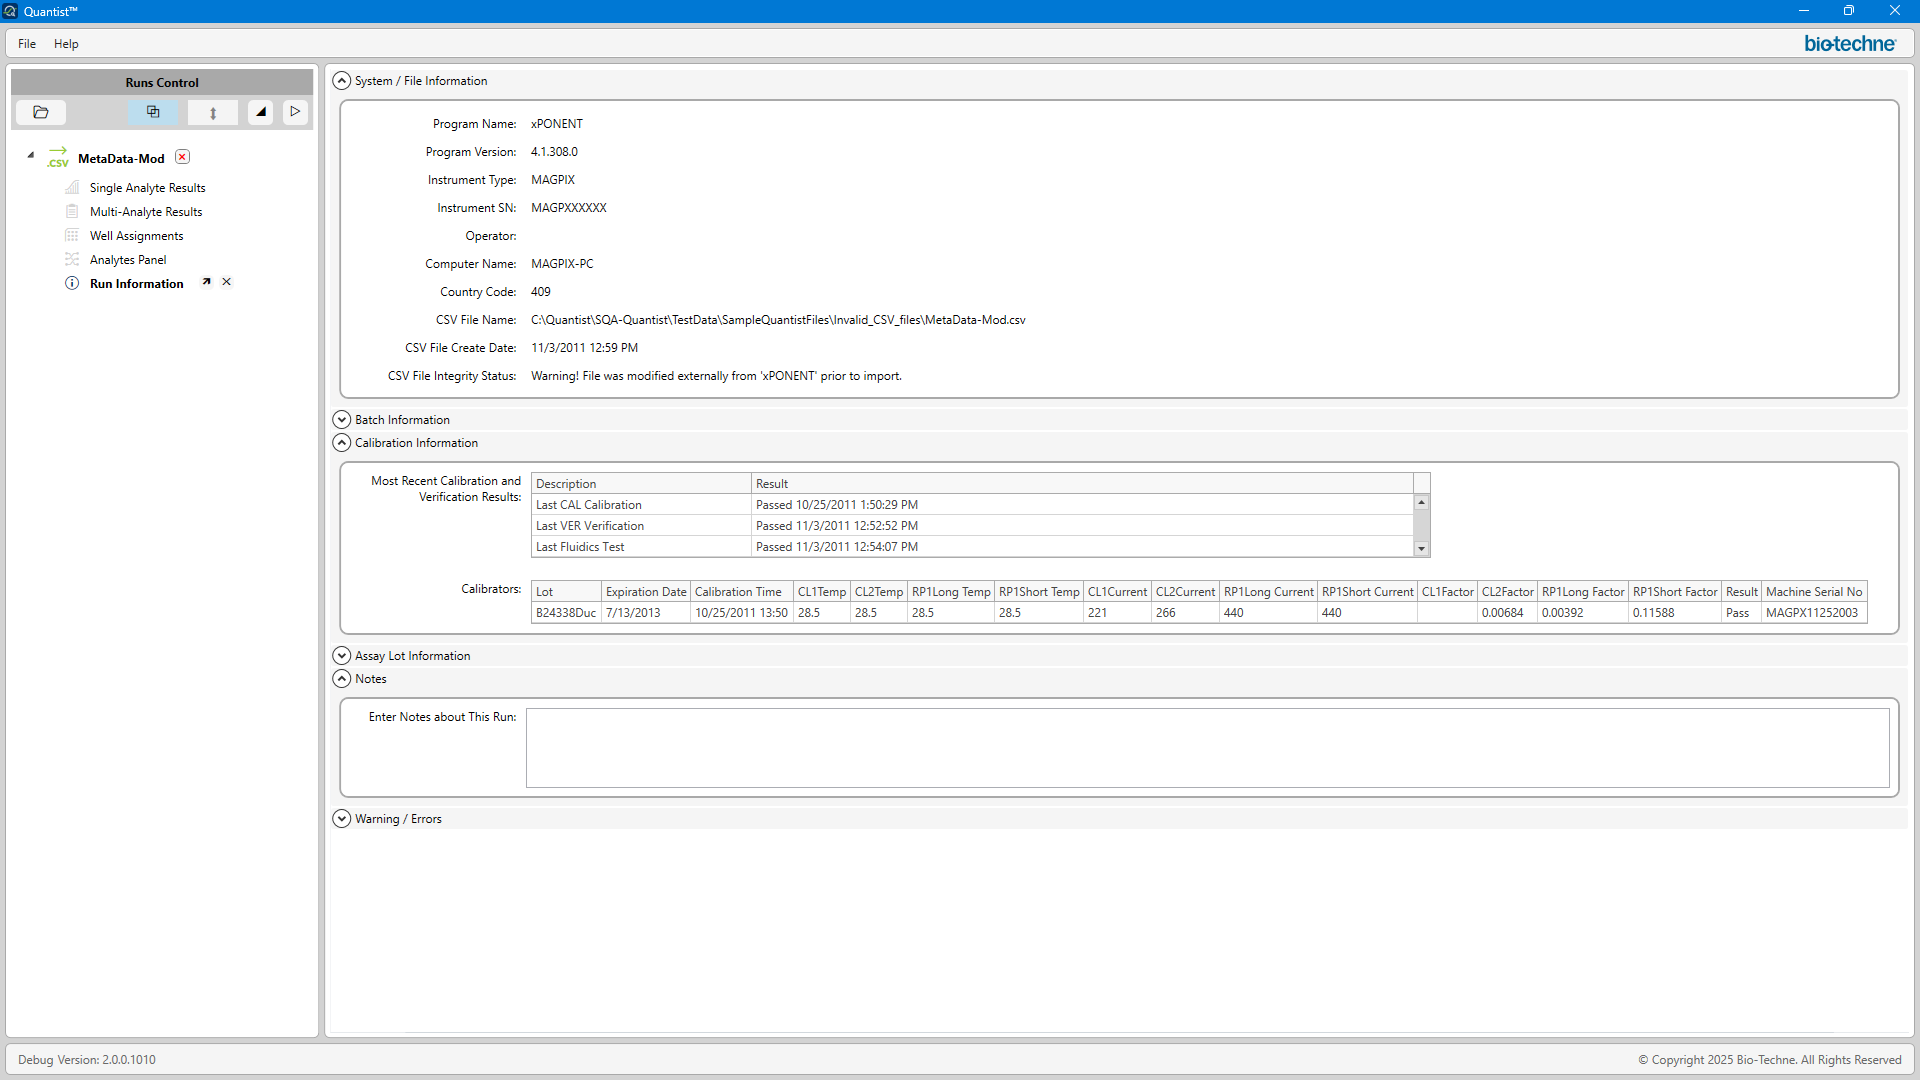 Quantist™
File Help
bio-techne
Runs Control
.CSV MetaData-Mod
Single Analyte Results
Multi-Analyte Results
Well Assignments
Analytes Panel
Run Information
System / File Information
Program Name: xPONENT
Program Version: 4.1.308.0
Instrument Type: MAGPIX
Instrument SN: MAGPXXXXXX
Operator:
Computer Name: MAGPIX-PC
Country Code: 409
CSV File Name: C:\Quantist\SQA-Quantist\TestData\SampleQuantistFiles\Invalid_CSV_files\MetaData-Mod.csv
CSV File Create Date: 11/3/2011 12:59 PM
CSV File Integrity Status: Warning! File was modified externally from 'xPONENT' prior to import.
Batch Information
Calibration Information
Most Recent Calibration and
Verification Results:
Description Result
Last CAL Calibration Passed 10/25/2011 1:50:29 PM
Last VER Verification Passed 11/3/2011 12:52:52 PM
Last Fluidics Test Passed 11/3/2011 12:54:07 PM
Calibrators:
Lot Expiration Date Calibration Time CL1Temp CL2Temp RP1Long Temp RP1Short Temp CL1Current CL2Current RP1Long Current RP1Short Current CL1Factor CL2Factor RP1Long Factor RP1Short Factor Result Machine Serial No
B24338Duc 7/13/2013 10/25/2011 13:50 28.5 28.5 28.5 28.5 221 266 440 440 0.00684 0.00392 0.11588 Pass MAGPX11252003
Assay Lot Information
Notes
Enter Notes about This Run:
Warning / Errors
Debug Version: 2.0.0.1010
© Copyright 2025 Bio-Techne. All Rights Reserved